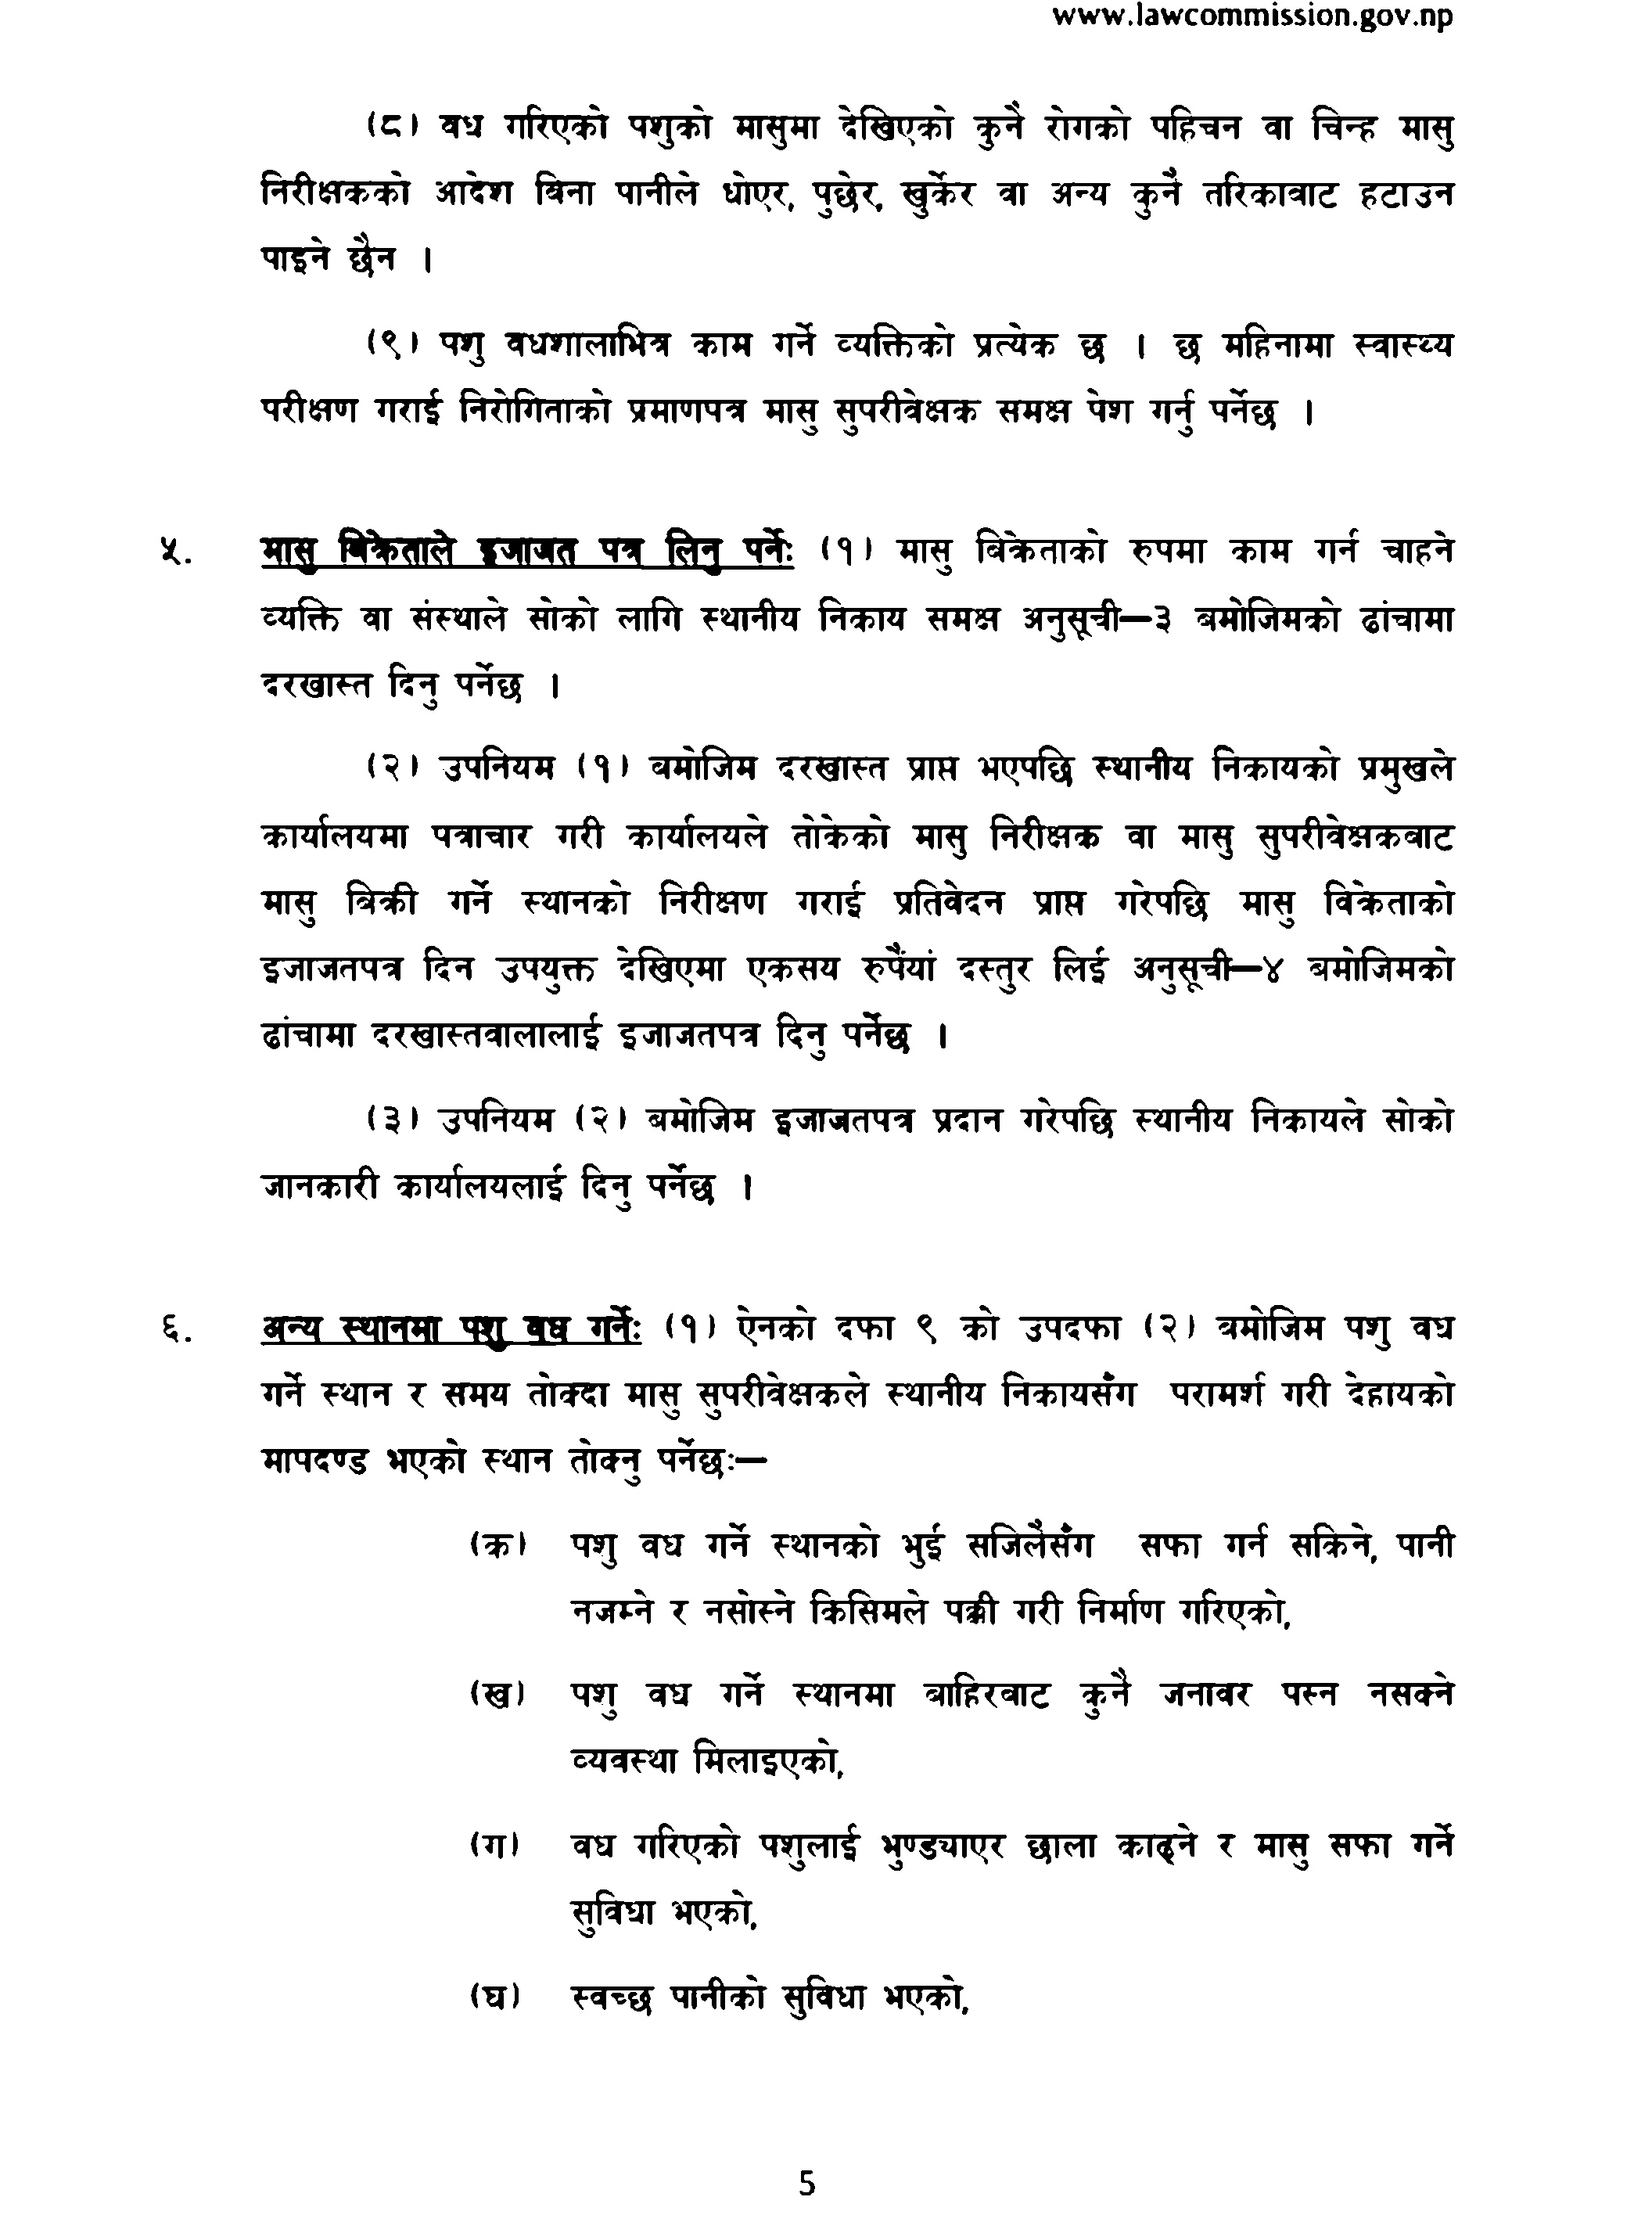 www.lawcommission.gov.np
(८) वध गरिएको पशुको मासुमा देखिएको कुनै रोगको पहिचन वा चिन्ह मासु
निरीक्षकको आदेश बिना पानीले धोएर, पुछेर, खुर्केर वा अन्य कुनै तरिकाबाट हटाउन
पाइने छैन ।
(९) पशु वधशालाभित्र काम गर्ने व्यक्तिको प्रत्येक छ । छ महिनामा स्वास्थ्य
परीक्षण गराई निरोगिताको प्रमाणपत्र मासु सुपरीवेक्षक समक्ष पेश गर्नु पर्नेछ ।
५. मासु बिक्रेताले इजाजत पत्र लिनु पर्नेः (१) मासु बिक्रेताको रुपमा काम गर्न चाहने
व्यक्ति वा संस्थाले सोको लागि स्थानीय निकाय समक्ष अनुसूची—३ बमोजिमको ढांचामा
दरखास्त दिनु पर्नेछ ।
(२) उपनियम (१) बमोजिम दरखास्त प्राप्त भएपछि स्थानीय निकायको प्रमुखले
कार्यालयमा पत्राचार गरी कार्यालयले तोकेको मासु निरीक्षक वा मासु सुपरीवेक्षकबाट
मासु बिक्री गर्ने स्थानको निरीक्षण गराई प्रतिवेदन प्राप्त गरेपछि मासु विक्रेताको
इजाजतपत्र दिन उपयुक्त देखिएमा एकसय रुपैंयां दस्तुर लिई अनुसूची—४ बमोजिमको
ढांचामा दरखास्तवालालाई इजाजतपत्र दिनु पर्नेछ ।
(३) उपनियम (२) बमोजिम इजाजतपत्र प्रदान गरेपछि स्थानीय निकायले सोको
जानकारी कार्यालयलाई दिनु पर्नेछ ।
६. अन्य स्थानमा पशु वध गर्नेः (१) ऐनको दफा ९ को उपदफा (२) बमोजिम पशु वध
गर्ने स्थान र समय तोक्दा मासु सुपरीवेक्षकले स्थानीय निकायसँग परामर्श गरी देहायको
मापदण्ड भएको स्थान तोक्नु पर्नेछः—
(क) पशु वध गर्ने स्थानको भुई सजिलैसँग सफा गर्न सकिने, पानी
नजम्ने र नसोस्ने किसिमले पक्की गरी निर्माण गरिएको,
(ख) पशु वध गर्ने स्थानमा बाहिरबाट कुनै जनावर पस्न नसक्ने
व्यवस्था मिलाइएको,
(ग) वध गरिएको पशुलाई भुण्ड्याएर छाला काढ्ने र मासु सफा गर्ने
सुविधा भएको,
(घ) स्वच्छ पानीको सुविधा भएको,
5